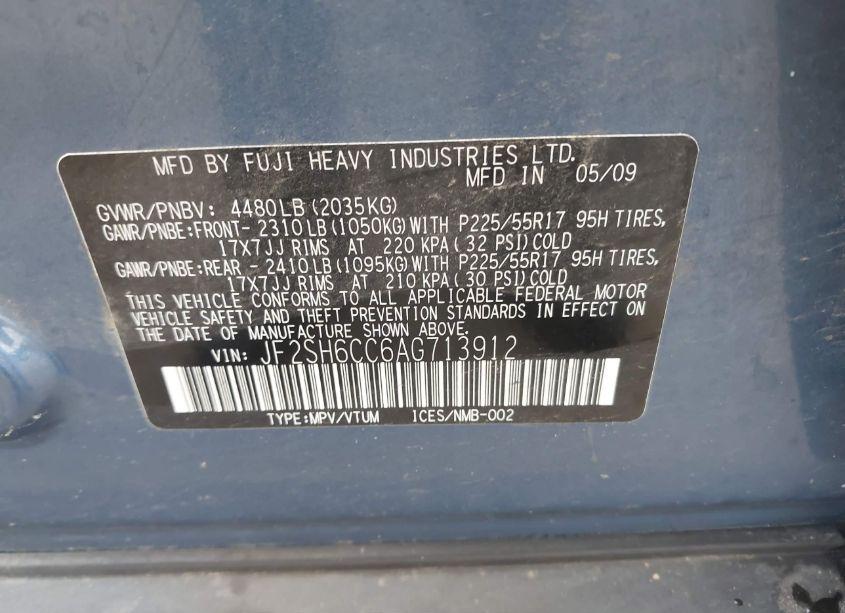 MFD BY FUJI HEAVY INDUSTRIES LTD.
MFD IN 05/09
GVWR/PNBV: 4480LB(2035KG)
GAWR/PNBE:FRONT- 2310LB(1050KG)WITH P225/55R17 95H TIRES,
17X7JJ RIMS AT 220 KPA(32 PSI)COLD
GAWR/PNBE:REAR - 2410LB(1095KG)WITH P225/55R17 95H TIRES,
17X7JJ RIMS AT 210 KPA(30 PSI)COLD
THIS VEHICLE CONFORMS TO ALL APPLICABLE FEDERAL MOTOR
VEHICLE SAFETY AND THEFT PREVENTION STANDARDS IN EFFECT ON
THE DATE OF MANUFACTURE SHOWN ABOVE.
VIN: JF2SH6CC6AG713912
TYPE:MPV/VTUM ICES/NMB-002